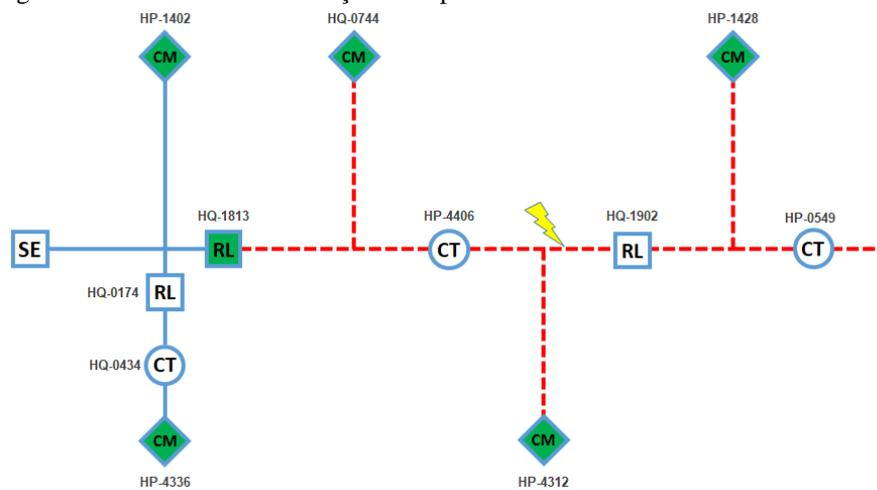 HP-1402
HQ-0744
HP-1428
CM
CM
CM
HQ-1813
HP-4406
HQ-1902
HP-0549
SE
RL
CT
RL
CT
HQ-0174
RL
HQ-0434
CT
CM
CM
HP-4336
HP-4312